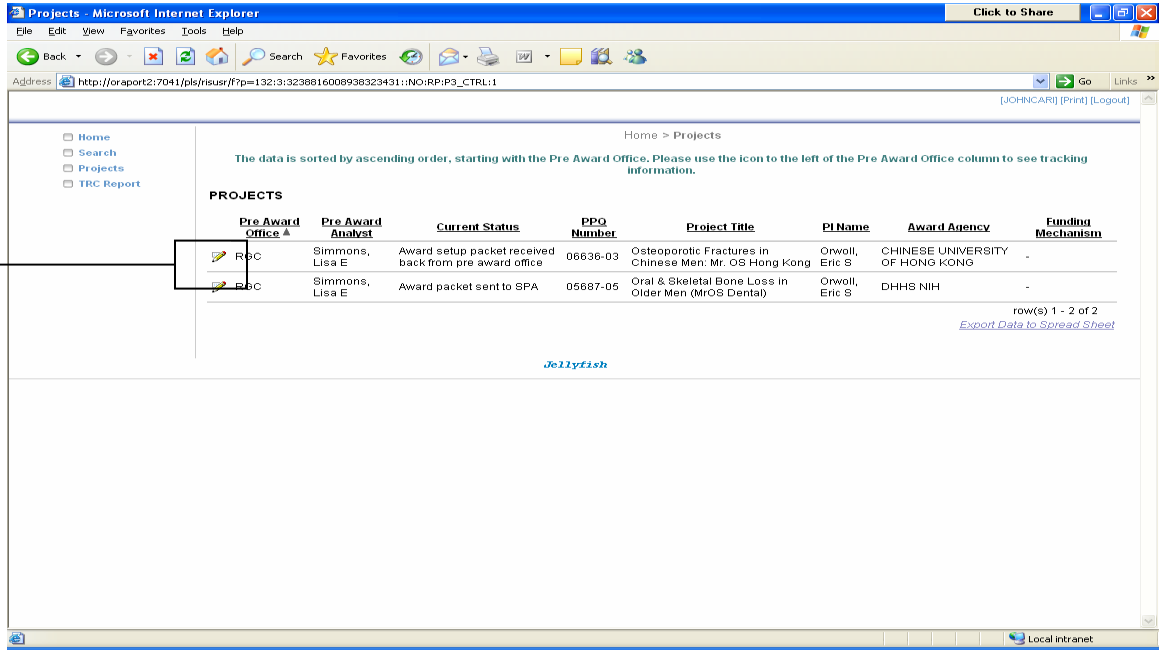 Projects - Microsoft Internet Explorer
Click to Share
File Edit View Favorites Tools Help
Back Search Favorites
Address http://oraport2:7041/pls/risusr/f?p=132:3:3238816008938323431::NO:RP:P3_CTRL:1 Go Links »
[JOHNCARI] [Print] [Logout]
Home
Search
Projects
TRC Report
Home > Projects
The data is sorted by ascending order, starting with the Pre Award Office. Please use the icon to the left of the Pre Award Office column to see tracking
information.
PROJECTS
Pre Award Office Pre Award Analyst Current Status PPQ Number Project Title PI Name Award Agency Funding Mechanism
RGC Simmons, Lisa E Award setup packet received back from pre award office 06636-03 Osteoporotic Fractures in Chinese Men: Mr. OS Hong Kong Orwoll, Eric S CHINESE UNIVERSITY OF HONG KONG -
RGC Simmons, Lisa E Award packet sent to SPA 05687-05 Oral & Skeletal Bone Loss in Older Men (MrOS Dental) Orwoll, Eric S DHHS NIH -
row(s) 1 - 2 of 2
Export Data to Spread Sheet
Jellyfish
Local intranet